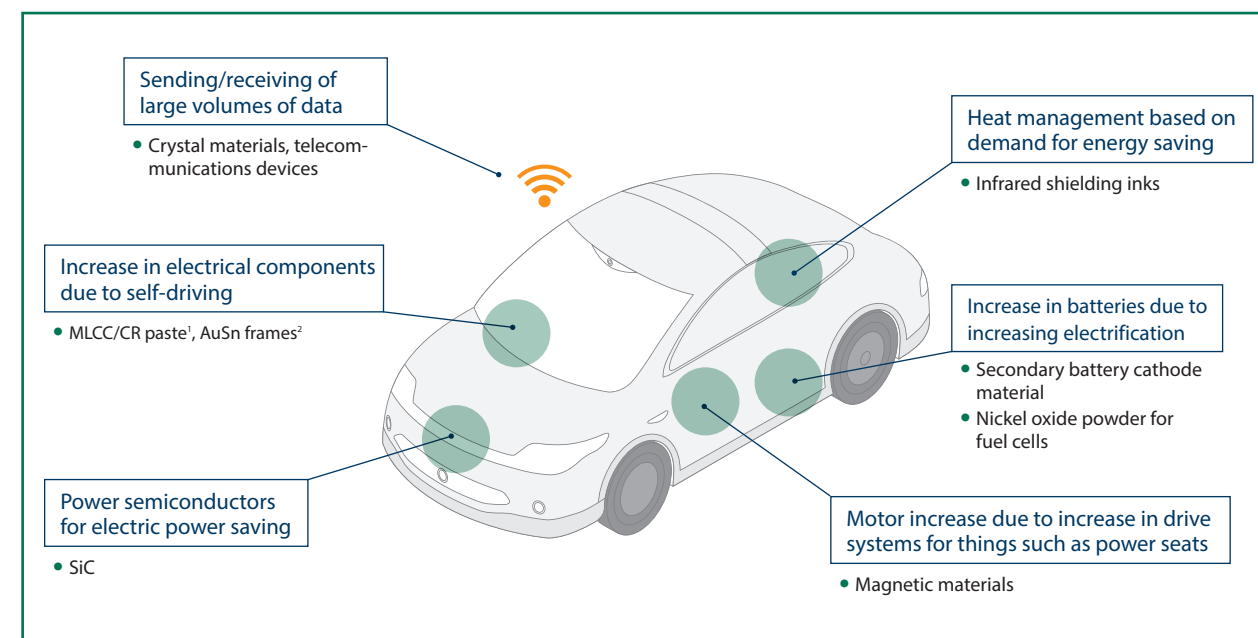 Sending/receiving of
large volumes of data
• Crystal materials, telecom-
munications devices
Increase in electrical components
due to self-driving
• MLCC/CR paste¹, AuSn frames²
Power semiconductors
for electric power saving
• SiC
Heat management based on
demand for energy saving
• Infrared shielding inks
Increase in batteries due to
increasing electrification
• Secondary battery cathode
material
• Nickel oxide powder for
fuel cells
Motor increase due to increase in drive
systems for things such as power seats
• Magnetic materials